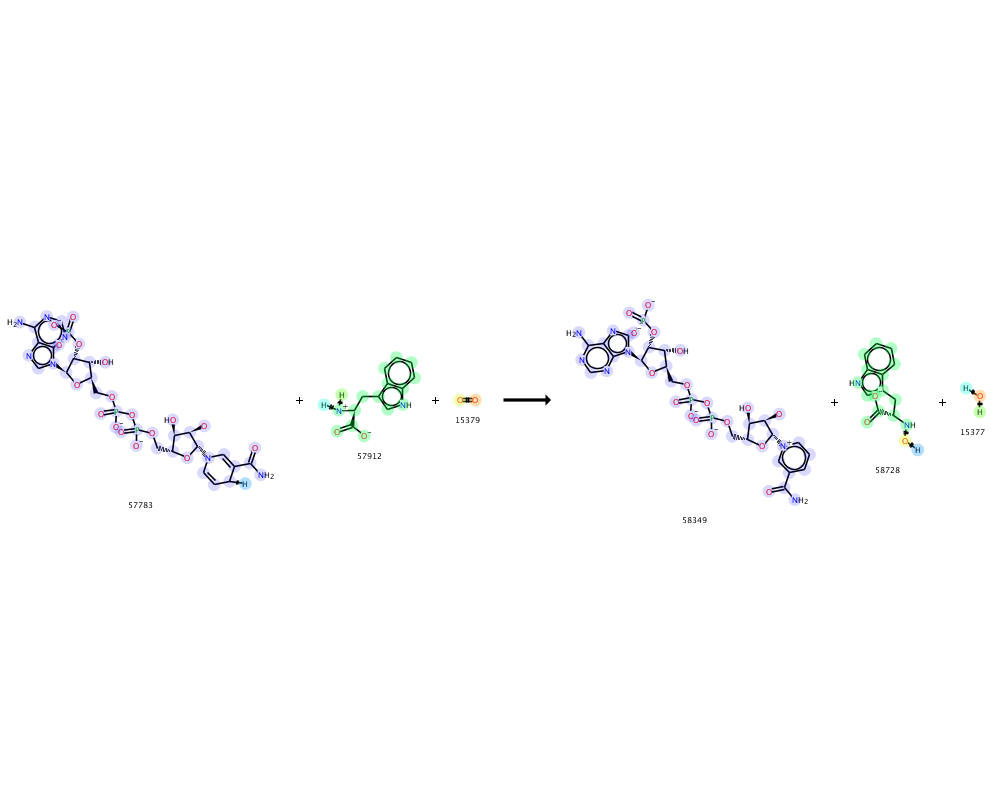 57783
+
57912
+
15379
58349
+
58728
+
15377
H₂N
OH
HO
NH₂
H
H
H
N⁺
NH
O
O⁻
O
O
O⁻
H₂N
OH
HO
NH₂
HN
NH
O
H
H
O
H